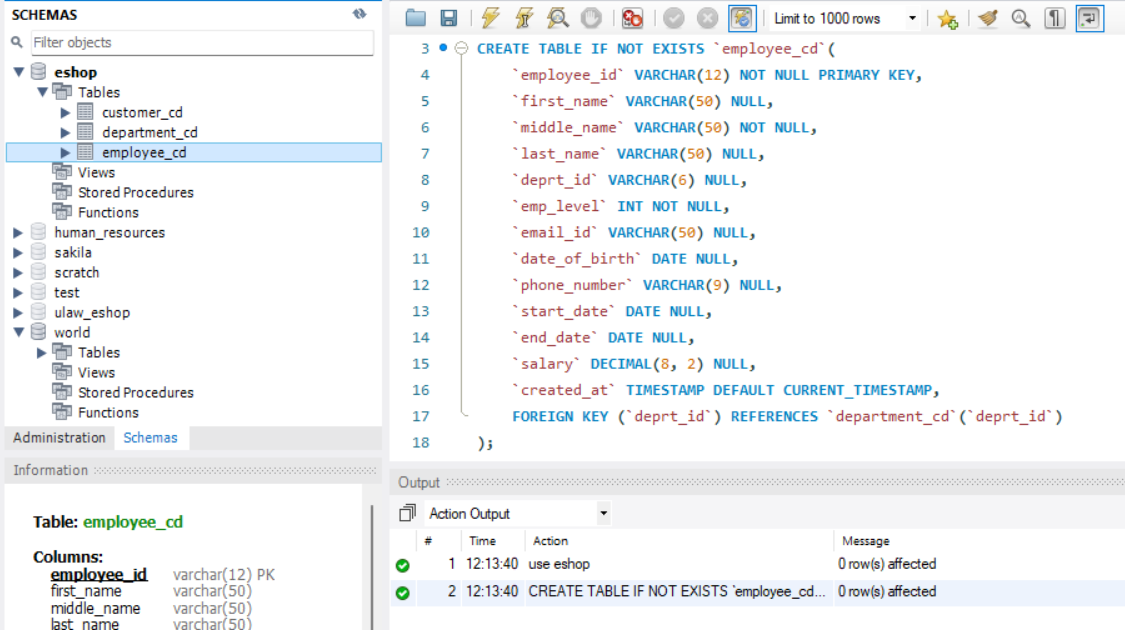 SCHEMAS
Filter objects
eshop
Tables
customer_cd
department_cd
employee_cd
Views
Stored Procedures
Functions
human_resources
sakila
scratch
test
ulaw_eshop
world
Tables
Views
Stored Procedures
Functions
Administration Schemas
Information
Table: employee_cd
Columns:
employee_id varchar(12) PK
first_name varchar(50)
middle_name varchar(50)
last_name varchar(50)
Limit to 1000 rows
3 CREATE TABLE IF NOT EXISTS `employee_cd`(
4 `employee_id` VARCHAR(12) NOT NULL PRIMARY KEY,
5 `first_name` VARCHAR(50) NULL,
6 `middle_name` VARCHAR(50) NOT NULL,
7 `last_name` VARCHAR(50) NULL,
8 `deprt_id` VARCHAR(6) NULL,
9 `emp_level` INT NOT NULL,
10 `email_id` VARCHAR(50) NULL,
11 `date_of_birth` DATE NULL,
12 `phone_number` VARCHAR(9) NULL,
13 `start_date` DATE NULL,
14 `end_date` DATE NULL,
15 `salary` DECIMAL(8, 2) NULL,
16 `created_at` TIMESTAMP DEFAULT CURRENT_TIMESTAMP,
17 FOREIGN KEY (`deprt_id`) REFERENCES `department_cd`(`deprt_id`)
18 );
Output
Action Output
# Time Action Message
1 12:13:40 use eshop 0 row(s) affected
2 12:13:40 CREATE TABLE IF NOT EXISTS `employee_cd... 0 row(s) affected